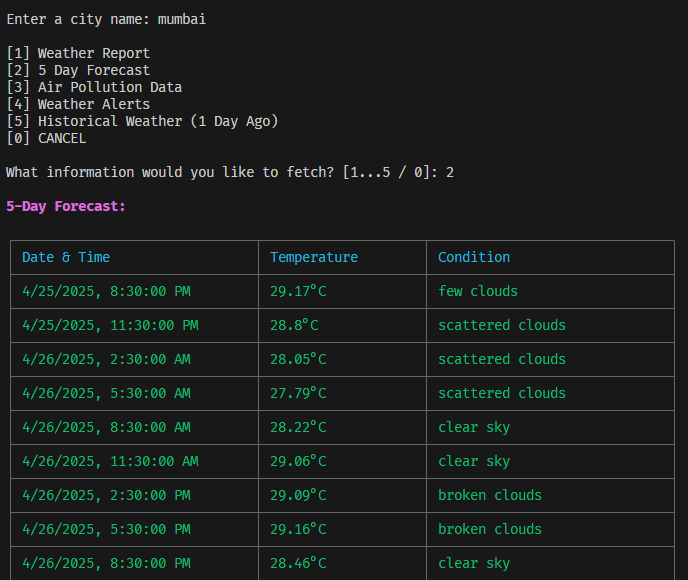 Enter a city name: mumbai
[1] Weather Report
[2] 5 Day Forecast
[3] Air Pollution Data
[4] Weather Alerts
[5] Historical Weather (1 Day Ago)
[0] CANCEL
What information would you like to fetch? [1...5 / 0]: 2
5-Day Forecast:
Date & Time Temperature Condition
4/25/2025, 8:30:00 PM 29.17°C few clouds
4/25/2025, 11:30:00 PM 28.8°C scattered clouds
4/26/2025, 2:30:00 AM 28.05°C scattered clouds
4/26/2025, 5:30:00 AM 27.79°C scattered clouds
4/26/2025, 8:30:00 AM 28.22°C clear sky
4/26/2025, 11:30:00 AM 29.06°C clear sky
4/26/2025, 2:30:00 PM 29.09°C broken clouds
4/26/2025, 5:30:00 PM 29.16°C broken clouds
4/26/2025, 8:30:00 PM 28.46°C clear sky